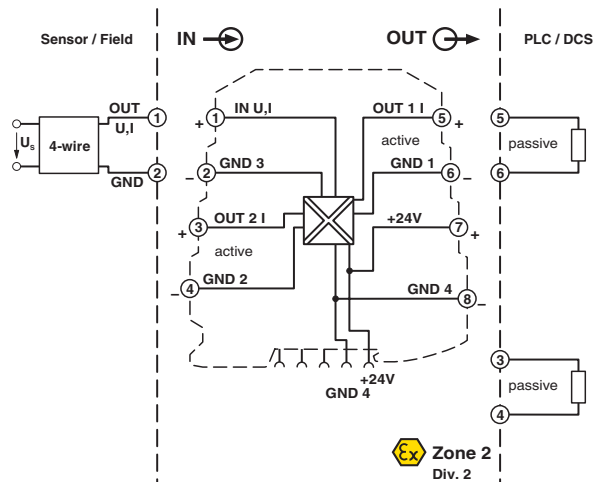 Sensor / Field
IN
OUT
PLC / DCS
OUT
U,I
1
+
1
IN U,I
OUT 1 I
5
+
5
Us
4-wire
active
passive
GND
2
–
2
GND 3
GND 1
6
–
6
+
3
OUT 2 I
+24V
7
+
active
–
4
GND 2
GND 4
8
–
+24V
GND 4
3
passive
4
Ex
Zone 2
Div. 2